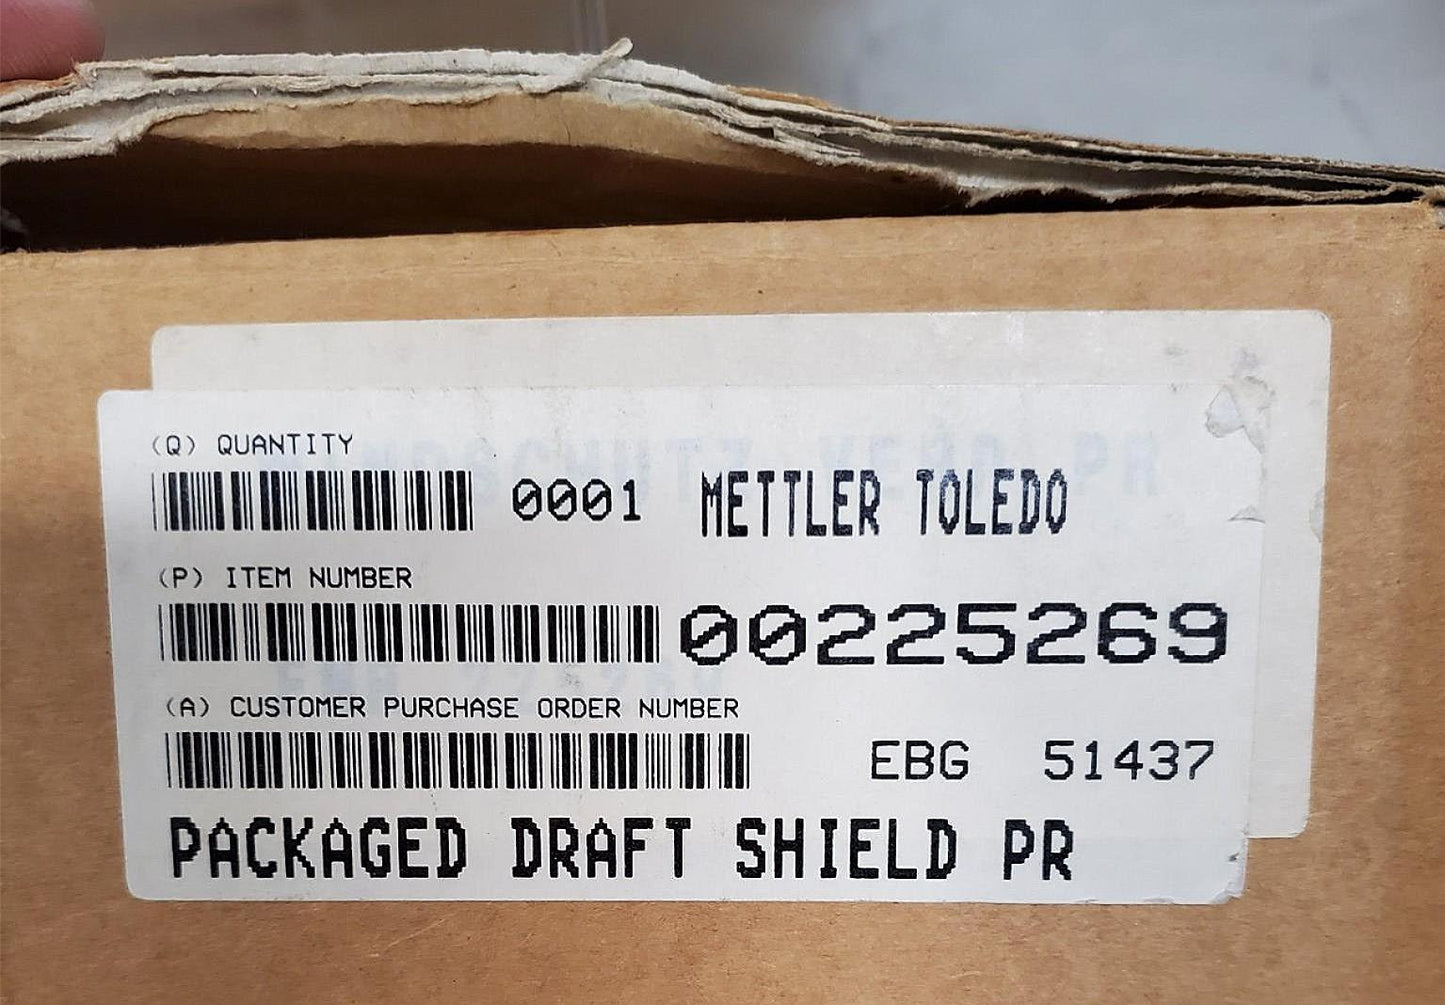 (Q) QUANTITY
0001 METTLER TOLEDO
(P) ITEM NUMBER
00225269
(A) CUSTOMER PURCHASE ORDER NUMBER
EBG 51437
PACKAGED DRAFT SHIELD PR